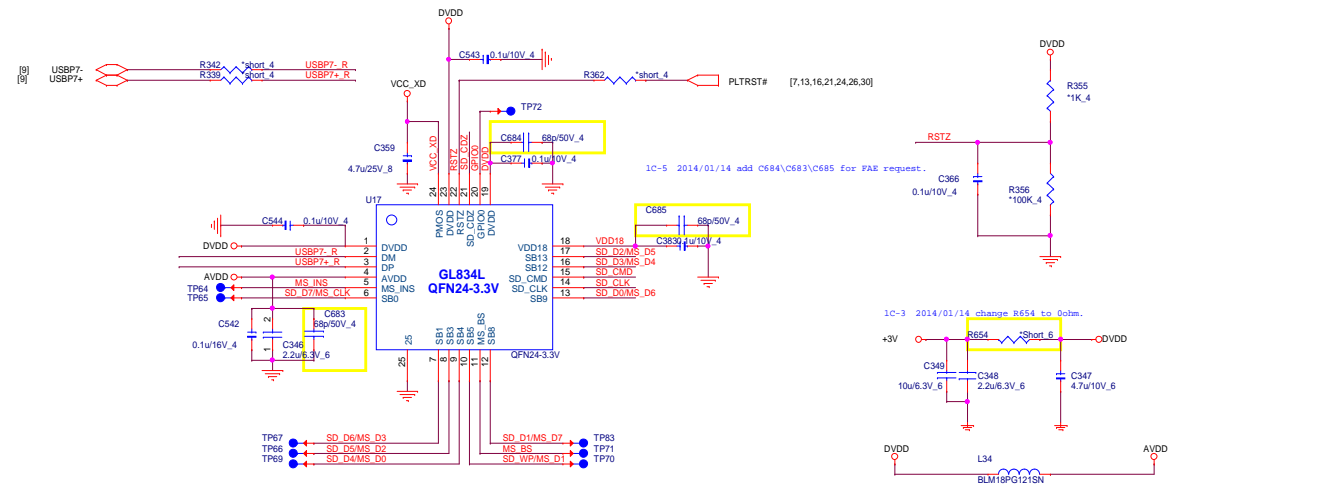 DVDD
[9] USBP7-
[9] USBP7+
R342 *short_4 USBP7-_R
R339 *short_4 USBP7+_R
C543 0.1u/10V_4
VCC_XD
R362 *short_4 PLTRST# [7,13,16,21,24,26,30]
TP72
C684 68p/50V_4
C377 0.1u/10V_4
C359
4.7u/25V_8
VCC_XD
RSTZ
SD_CDZ
GPIO0
DVDD
24
23
22
21
20
19
1C-5 2014/01/14 add C684\C683\C685 for FAE request.
DVDD
R355
*1K_4
RSTZ
C366
0.1u/10V_4
R356
*100K_4
U17
PMOS
DVDD
RSTZ
SD_CDZ
GPIO0
DVDD
GL834L
QFN24-3.3V
QFN24-3.3V
C544 0.1u/10V_4
DVDD 1 DVDD
USBP7-_R 2 DM
USBP7+_R 3 DP
AVDD 4 AVDD
TP64 MS_INS 5 MS_INS
TP65 SD_D7/MS_CLK 6 SB0
C685
68p/50V_4
C383 0.1u/10V_4
VDD18 18 VDD18
SB13 17 SD_D2/MS_D5
SB12 16 SD_D3/MS_D4
SD_CMD 15 SD_CMD
SD_CLK 14 SD_CLK
SB9 13 SD_D0/MS_D6
C542
0.1u/16V_4
2
1
C346
2.2u/6.3V_6
C683
68p/50V_4
25
SB1
SB3
SB4
SB5
MS_BS
SB8
25
7
8
9
10
11
12
TP67 SD_D6/MS_D3
TP66 SD_D5/MS_D2
TP69 SD_D4/MS_D0
SD_D1/MS_D7 TP83
MS_BS TP71
SD_WP/MS_D1 TP70
1C-3 2014/01/14 change R654 to 0ohm.
+3V R654 *Short_6 DVDD
C349
10u/6.3V_6
C348
2.2u/6.3V_6
C347
4.7u/10V_6
DVDD L34 AVDD
BLM18PG121SN